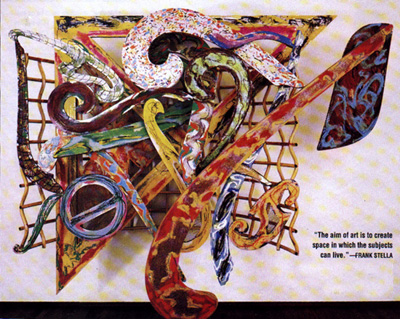 "The aim of art is to create
space in which the subjects
can live."—FRANK STELLA